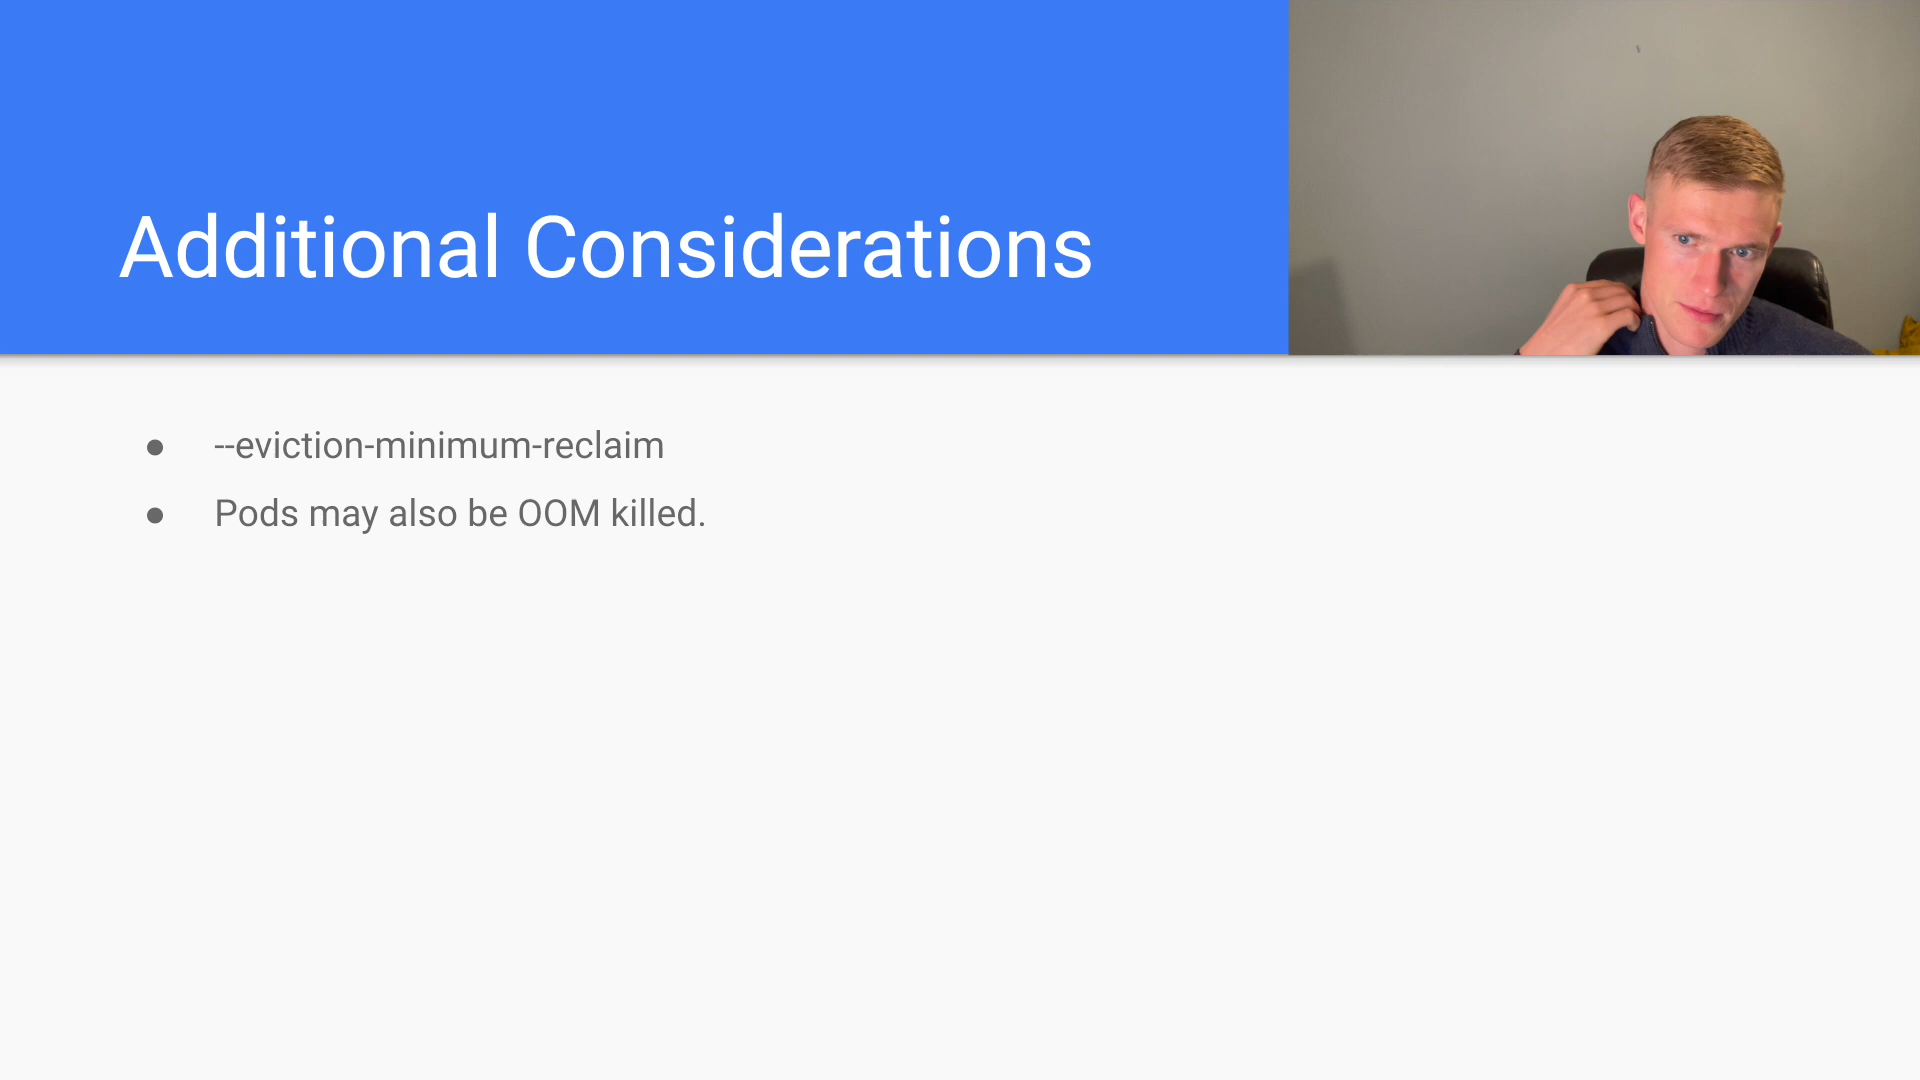 Additional Considerations
● --eviction-minimum-reclaim
● Pods may also be OOM killed.